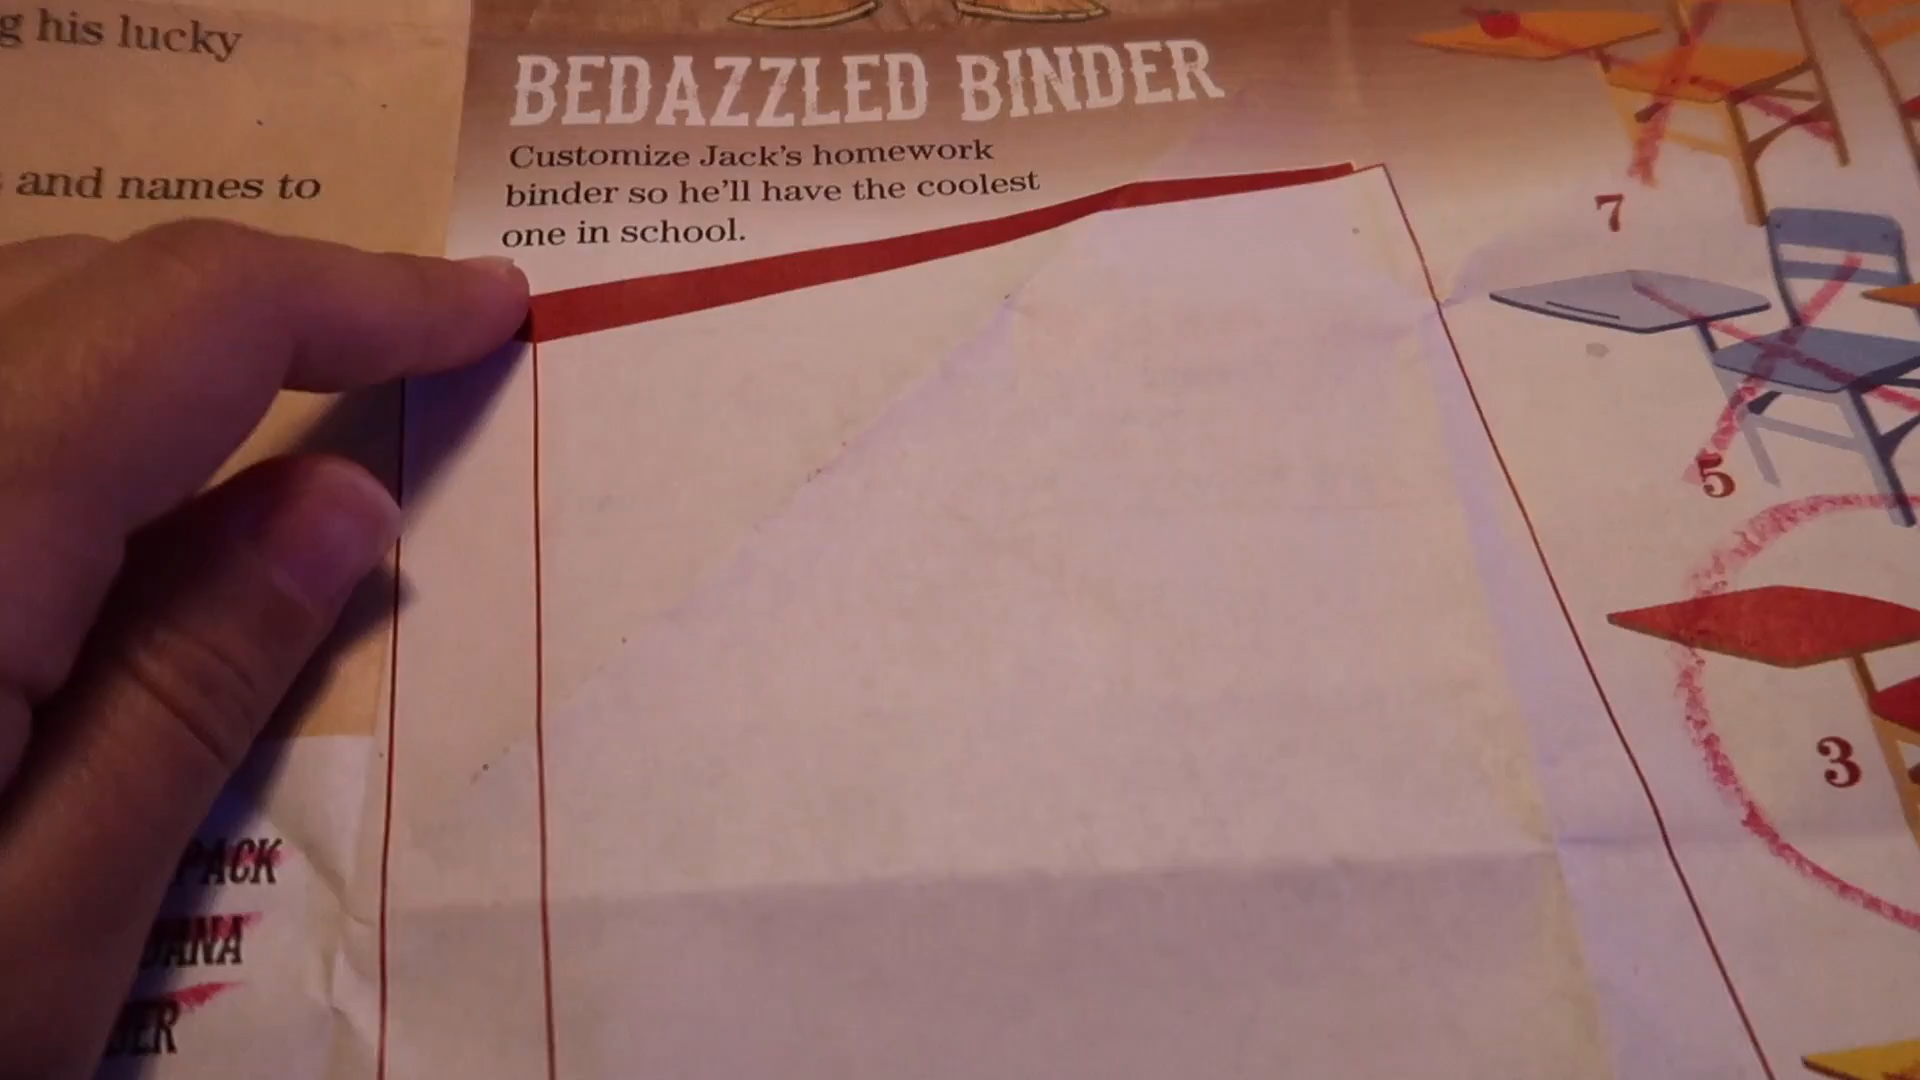 g his lucky
and names to
BEDAZZLED BINDER
Customize Jack's homework
binder so he'll have the coolest
one in school.
7
5
3
PACK